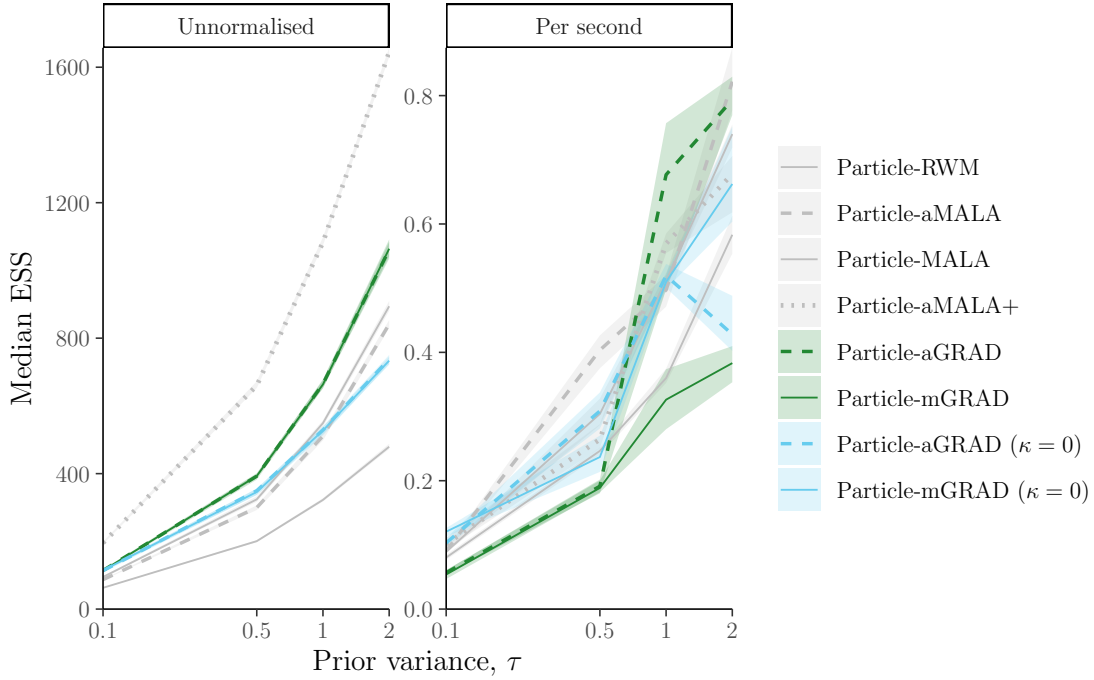 Unnormalised
Per second
Median ESS
1600
1200
800
400
0
0.1
0.5
1
2
0.8
0.6
0.4
0.2
0.0
0.1
0.5
1
2
Prior variance, τ
Particle-RWM
Particle-aMALA
Particle-MALA
Particle-aMALA+
Particle-aGRAD
Particle-mGRAD
Particle-aGRAD (κ = 0)
Particle-mGRAD (κ = 0)